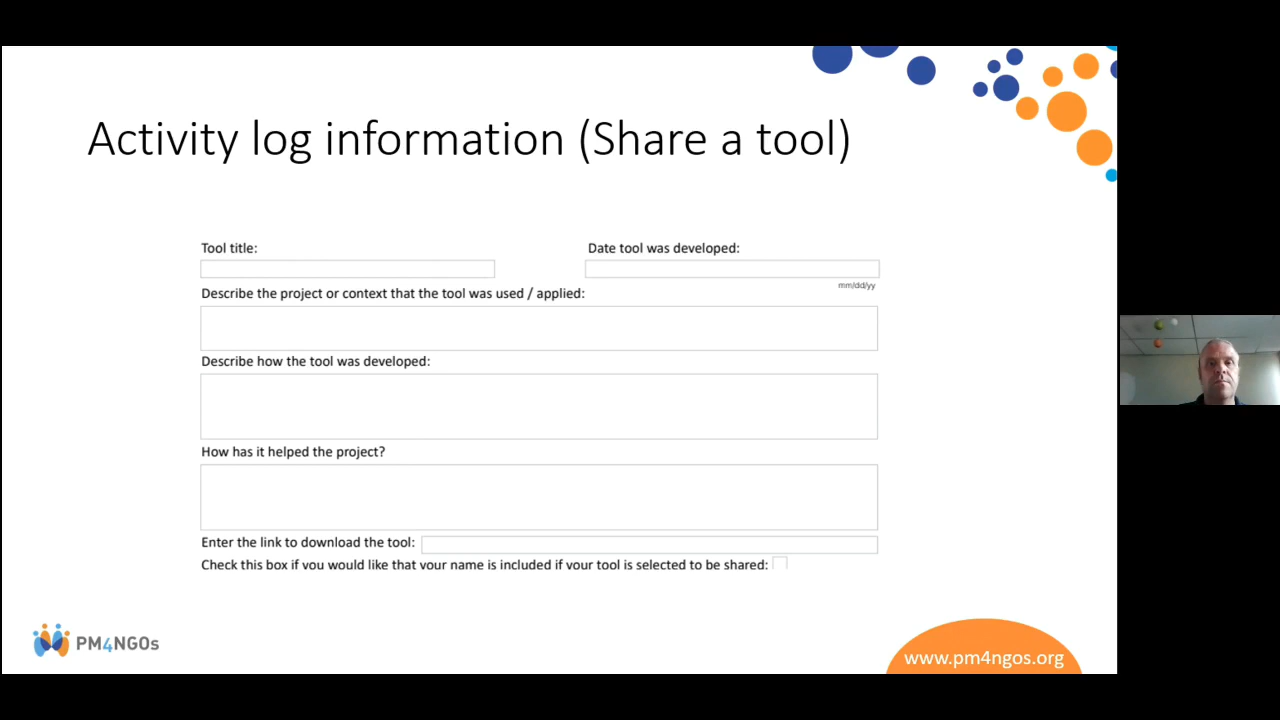 Activity log information (Share a tool)
Tool title:
Date tool was developed:
mm/dd/yy
Describe the project or context that the tool was used / applied:
Describe how the tool was developed:
How has it helped the project?
Enter the link to download the tool:
Check this box if you would like that your name is included if your tool is selected to be shared:
PM4NGOs
www.pm4ngos.org